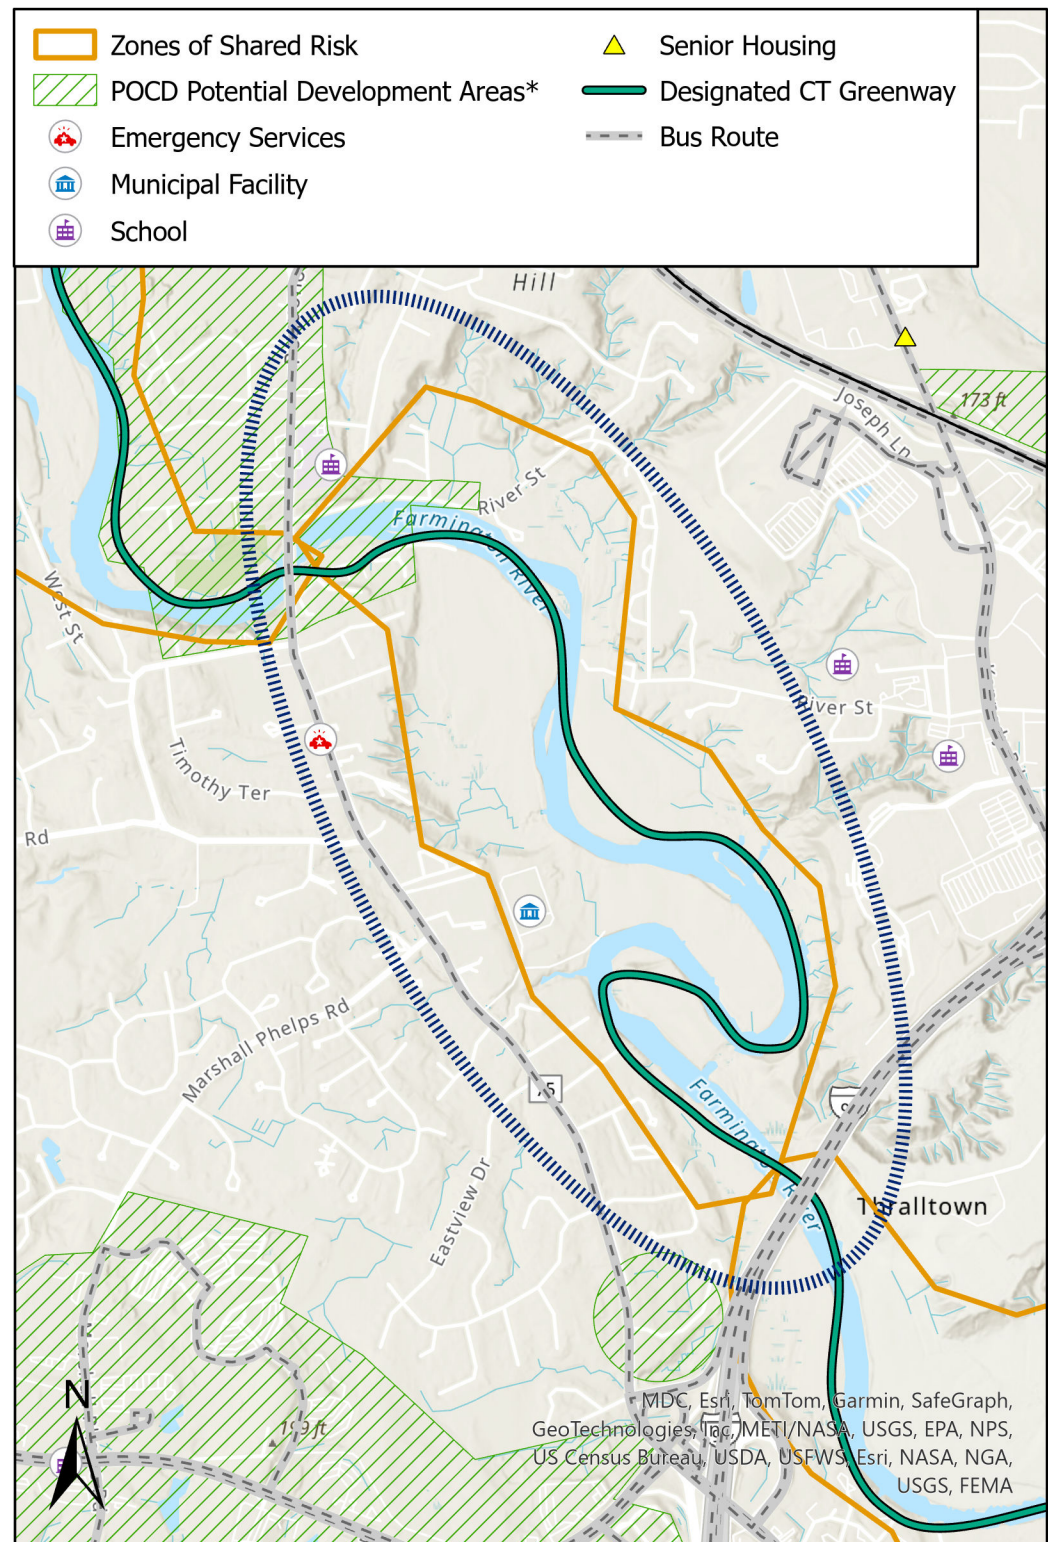 Zones of Shared Risk
POCD Potential Development Areas*
Emergency Services
Municipal Facility
School
Senior Housing
Designated CT Greenway
Bus Route
Hill
173 ft
Joseph Ln
River St
Farmington River
West St
River St
Timothy Ter
Rd
Marshall Phelps Rd
75
Farmington River
Thralltown
Eastview Dr
N
189 ft
MDC, Esri, TomTom, Garmin, SafeGraph,
GeoTechnologies, Inc, METI/NASA, USGS, EPA, NPS,
US Census Bureau, USDA, USFWS, Esri, NASA, NGA,
USGS, FEMA